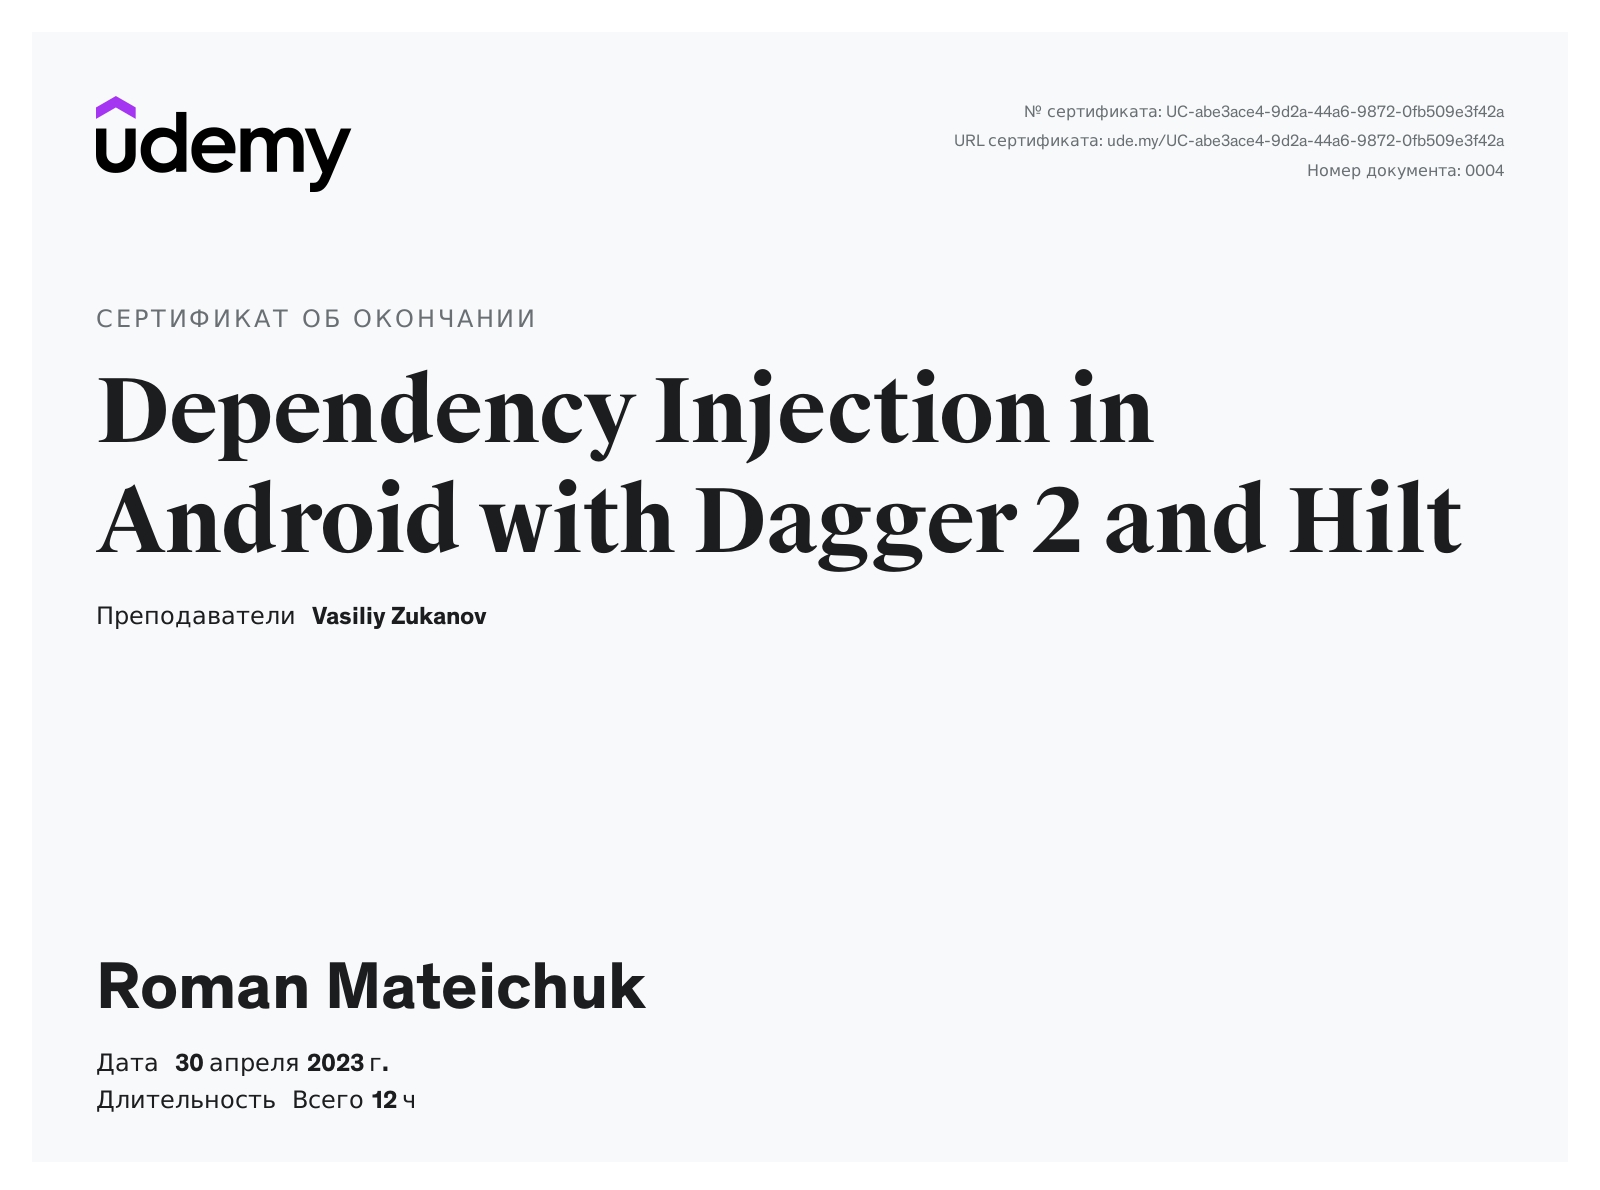 udemy
№ сертификата: UC-abe3ace4-9d2a-44a6-9872-0fb509e3f42a
URL сертификата: ude.my/UC-abe3ace4-9d2a-44a6-9872-0fb509e3f42a
Номер документа: 0004
СЕРТИФИКАТ ОБ ОКОНЧАНИИ
Dependency Injection in
Android with Dagger 2 and Hilt
Преподаватели Vasiliy Zukanov
Roman Mateichuk
Дата 30 апреля 2023 г.
Длительность Всего 12 ч